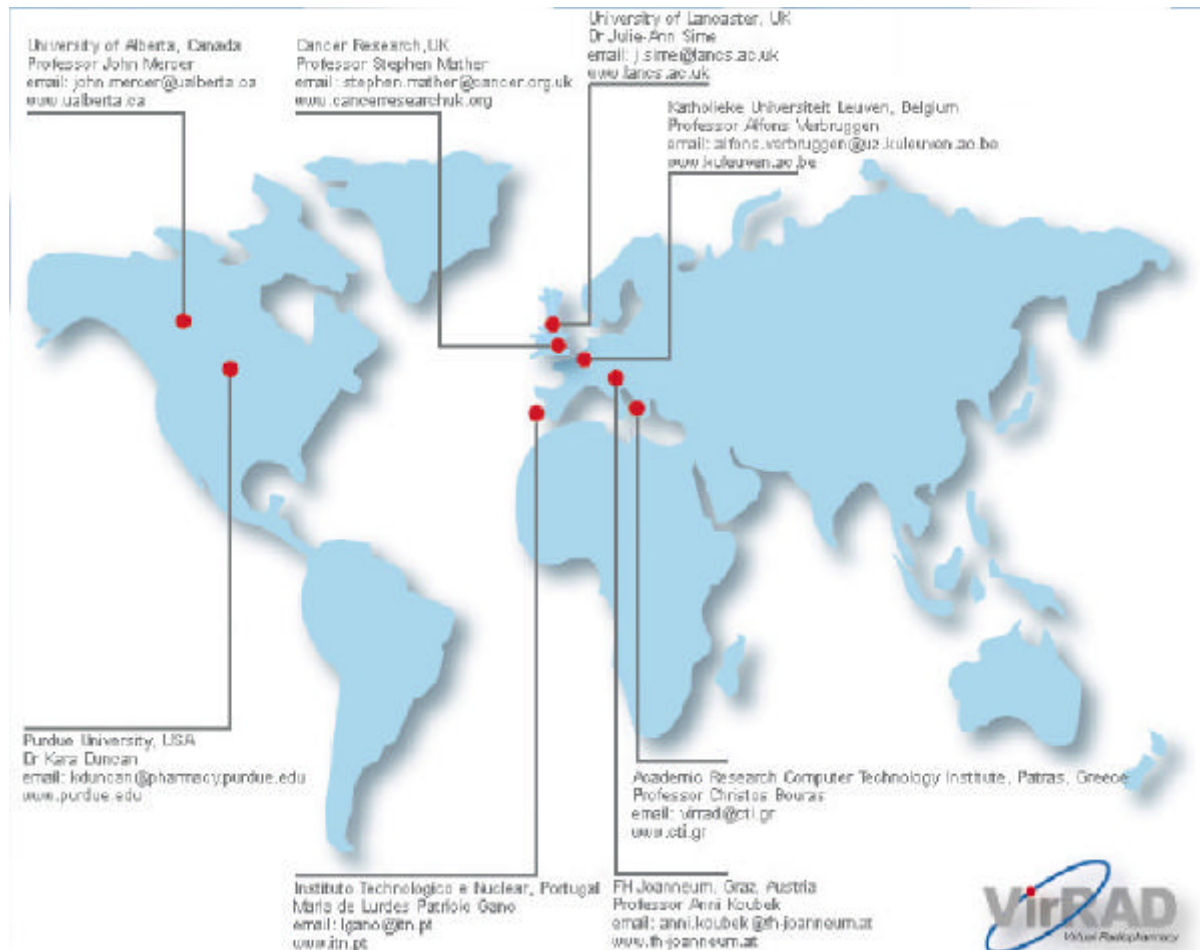 University of Alberta, Canada
Professor John Mercer
email: john.mercer@ualberta.ca
www.ualberta.ca
Cancer Research,UK
Professor Stephen Mather
email: stephen.mather@cancer.org.uk
www.cancerresearchuk.org
University of Lancaster, UK
Dr Julie-Ann Sime
email: j.sime@lancs.ac.uk
www.lancs.ac.uk
Katholieke Universiteit Leuven, Belgium
Professor Alfons Verbruggen
email: alfons.verbruggen@uz.kuleuven.ac.be
www.kuleuven.ac.be
Purdue University, USA
Dr Kara Duncan
email: kduncan@pharmacy.purdue.edu
www.purdue.edu
Academic Research Computer Technology Institute, Patras, Greece
Professor Christos Bouras
email: virrad@cti.gr
www.cti.gr
Instituto Technologico e Nuclear, Portugal
Maria de Lurdes Patricio Gano
email: lgano@itn.pt
www.itn.pt
FH Joanneum, Graz, Austria
Professor Anni Koubek
email: anni.koubek@fh-joanneum.at
www.fh-joanneum.at
VirRAD
Virtual Radiopharmacy